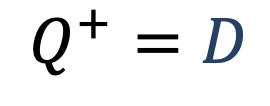 Q⁺ = D